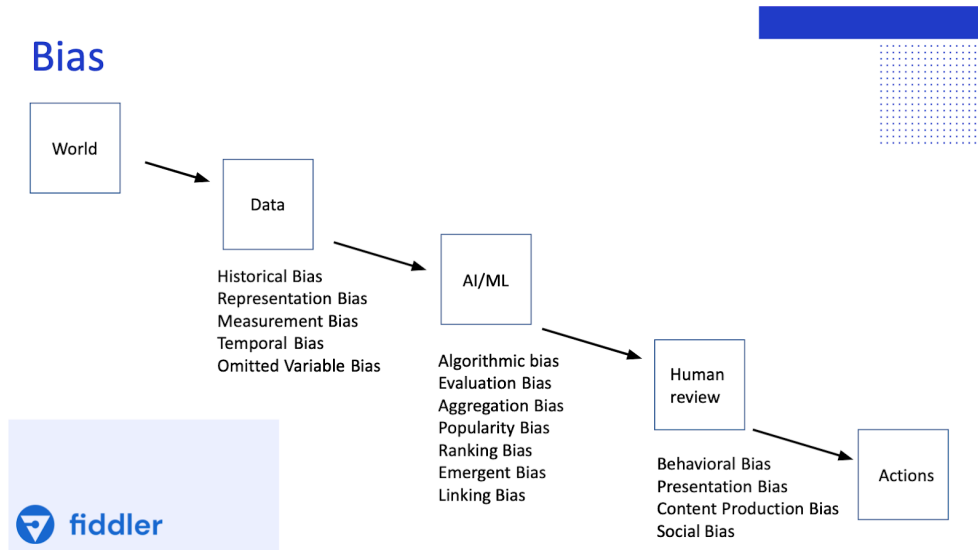 Bias
World
Data
Historical Bias
Representation Bias
Measurement Bias
Temporal Bias
Omitted Variable Bias
AI/ML
Algorithmic bias
Evaluation Bias
Aggregation Bias
Popularity Bias
Ranking Bias
Emergent Bias
Linking Bias
Human
review
Behavioral Bias
Presentation Bias
Content Production Bias
Social Bias
Actions
fiddler